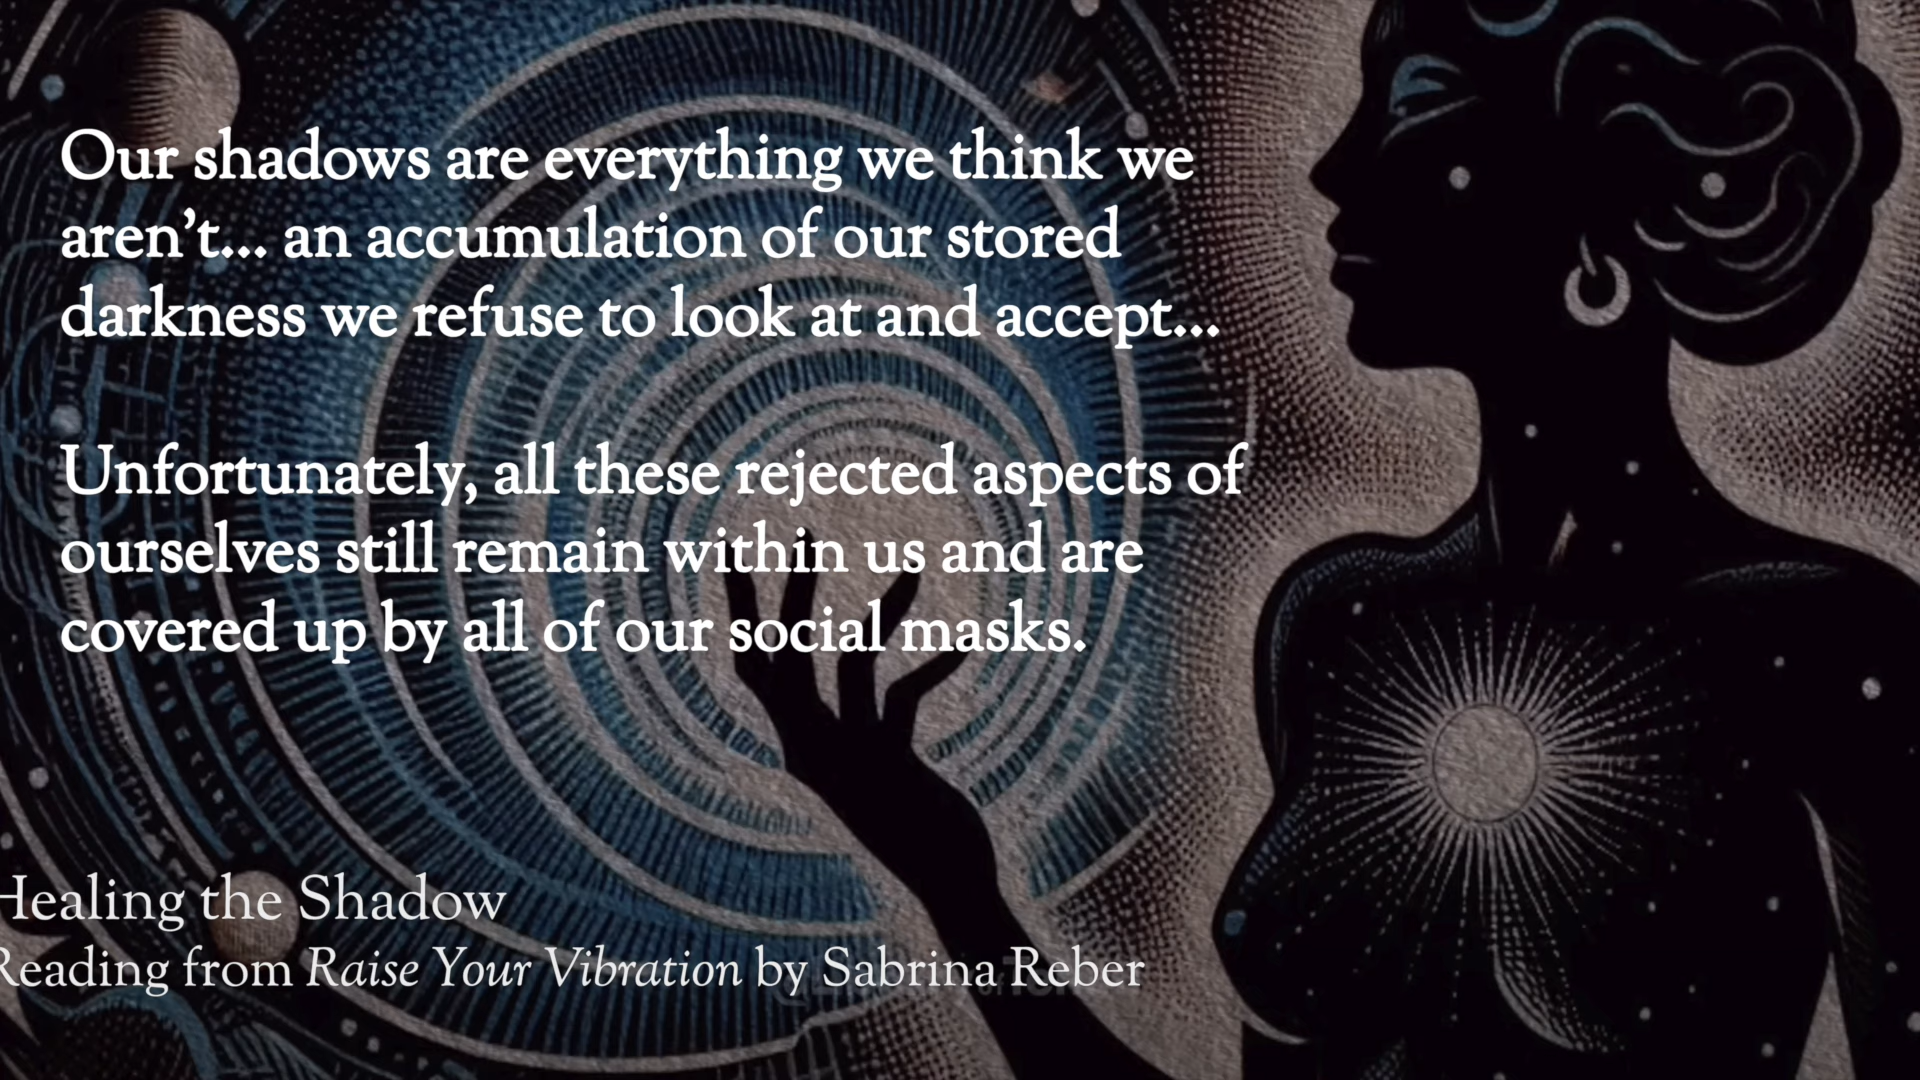 Our shadows are everything we think we
aren't... an accumulation of our stored
darkness we refuse to look at and accept...
Unfortunately, all these rejected aspects of
ourselves still remain within us and are
covered up by all of our social masks.
Healing the Shadow
Reading from Raise Your Vibration by Sabrina Reber